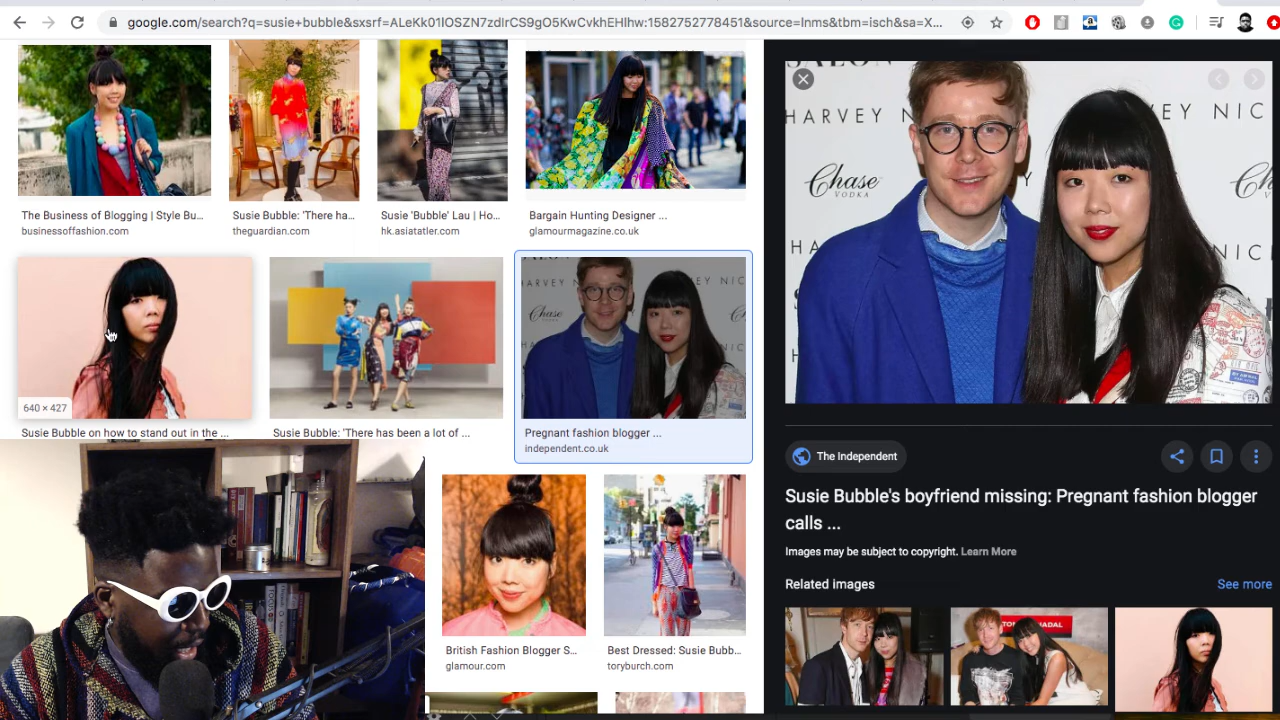 google.com/search?q=susie+bubble&sxsrf=ALeKk01IOSZN7zdIrCS9gO5KwCvkhEHlhw:1582752778451&source=lnms&tbm=isch&sa=X...
The Business of Blogging | Style Bu...
businessoffashion.com
Susie Bubble: 'There ha...
theguardian.com
Susie 'Bubble' Lau | Ho...
hk.asiatatler.com
Bargain Hunting Designer ...
glamourmagazine.co.uk
640 × 427
Susie Bubble on how to stand out in the ...
Susie Bubble: 'There has been a lot of ...
Chase
Pregnant fashion blogger ...
independent.co.uk
British Fashion Blogger S...
glamour.com
Best Dressed: Susie Bubb...
toryburch.com
HARVEY NIC
Chase
VODKA
The Independent
Susie Bubble's boyfriend missing: Pregnant fashion blogger
calls ...
Images may be subject to copyright. Learn More
Related images
See more